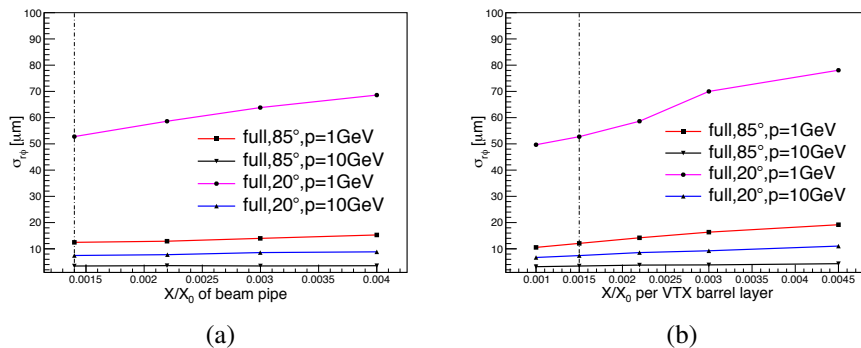 σrφ [μm]
100
90
80
70
60
50
40
30
20
10
full,85°,p=1GeV
full,85°,p=10GeV
full,20°,p=1GeV
full,20°,p=10GeV
0.0015 0.002 0.0025 0.003 0.0035 0.004
X/X0 of beam pipe
(a)
σrφ [μm]
100
90
80
70
60
50
40
30
20
10
full,85°,p=1GeV
full,85°,p=10GeV
full,20°,p=1GeV
full,20°,p=10GeV
0.001 0.0015 0.002 0.0025 0.003 0.0035 0.004 0.0045
X/X0 per VTX barrel layer
(b)